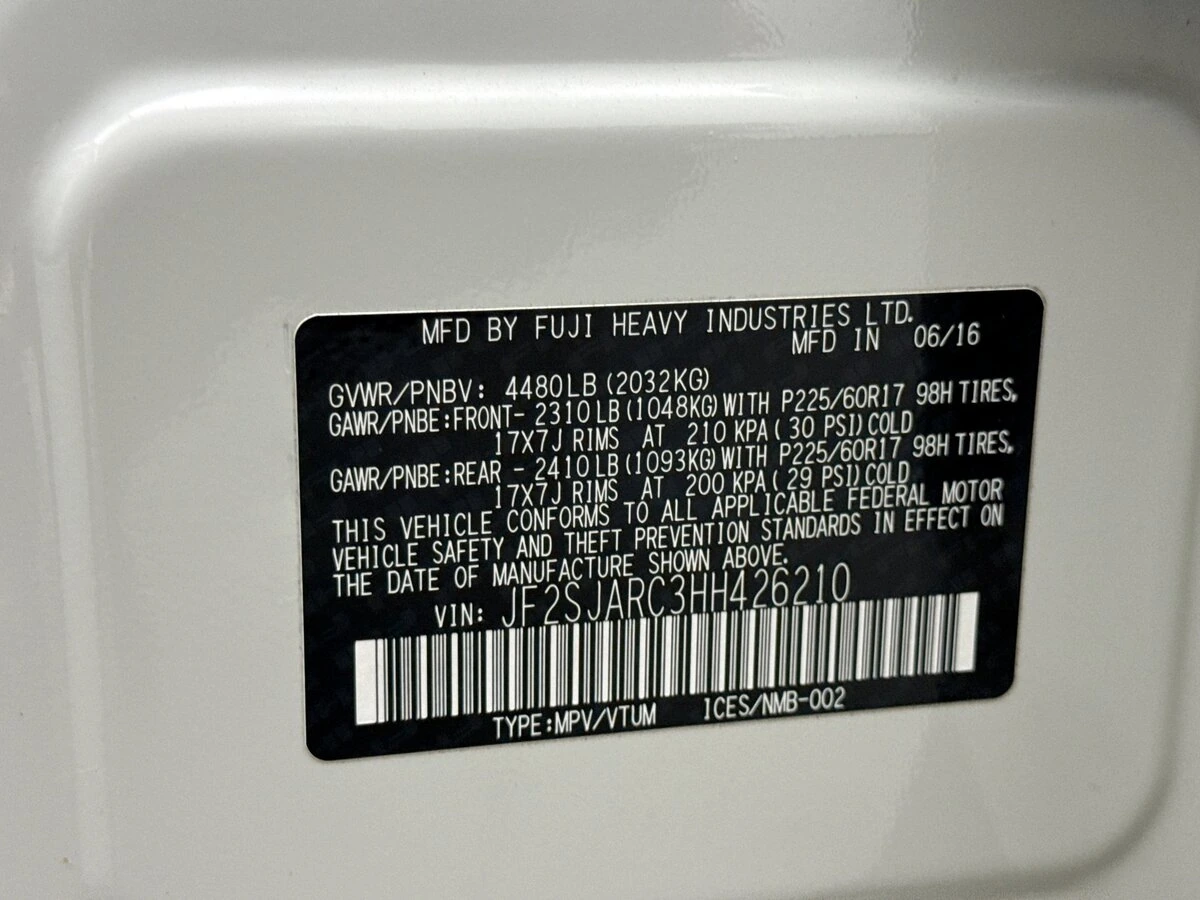 MFD BY FUJI HEAVY INDUSTRIES LTD.
MFD IN 06/16
GVWR/PNBV: 4480LB (2032KG)
GAWR/PNBE:FRONT- 2310LB (1048KG) WITH P225/60R17 98H TIRES,
17X7J RIMS AT 210 KPA ( 30 PSI) COLD
GAWR/PNBE:REAR - 2410LB (1093KG) WITH P225/60R17 98H TIRES,
17X7J RIMS AT 200 KPA ( 29 PSI) COLD
THIS VEHICLE CONFORMS TO ALL APPLICABLE FEDERAL MOTOR
VEHICLE SAFETY AND THEFT PREVENTION STANDARDS IN EFFECT ON
THE DATE OF MANUFACTURE SHOWN ABOVE.
VIN: JF2SJARC3HH426210
TYPE:MPV/VTUM ICES/NMB-002